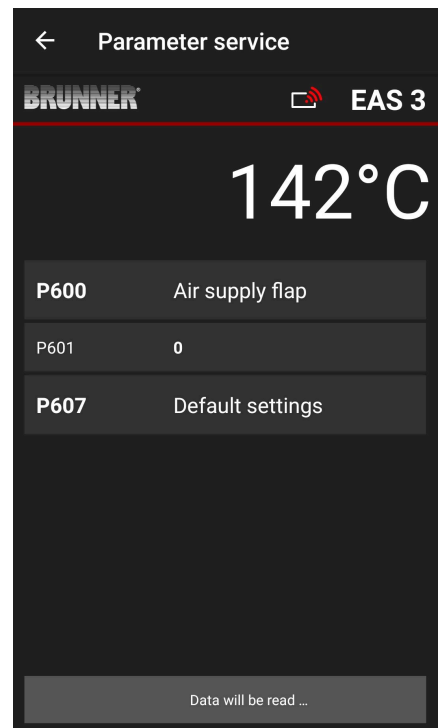 Parameter service
BRUNNER® EAS 3
142°C
P600 Air supply flap
P601 0
P607 Default settings
Data will be read ...